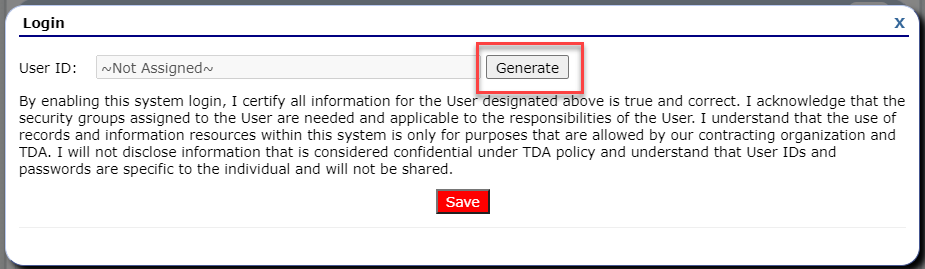 Login X
User ID: ~Not Assigned~ Generate
By enabling this system login, I certify all information for the User designated above is true and correct. I acknowledge that the
security groups assigned to the User are needed and applicable to the responsibilities of the User. I understand that the use of
records and information resources within this system is only for purposes that are allowed by our contracting organization and
TDA. I will not disclose information that is considered confidential under TDA policy and understand that User IDs and
passwords are specific to the individual and will not be shared.
Save